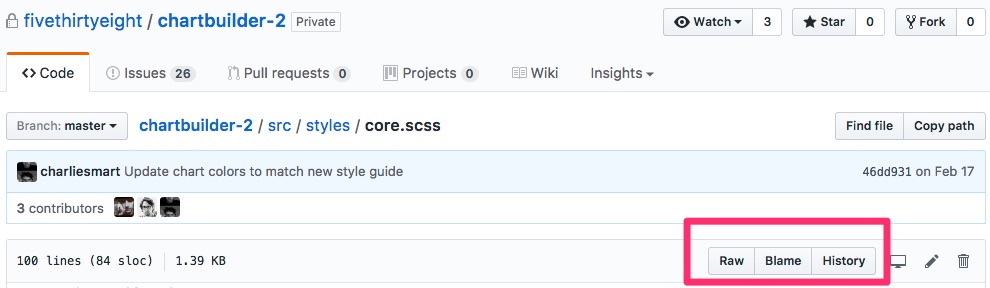 fivethirtyeight / chartbuilder-2 Private Watch 3 Star 0 Fork 0
Code Issues 26 Pull requests 0 Projects 0 Wiki Insights
Branch: master chartbuilder-2 / src / styles / core.scss Find file Copy path
charliesmart Update chart colors to match new style guide 46dd931 on Feb 17
3 contributors
100 lines (84 sloc) 1.39 KB Raw Blame History